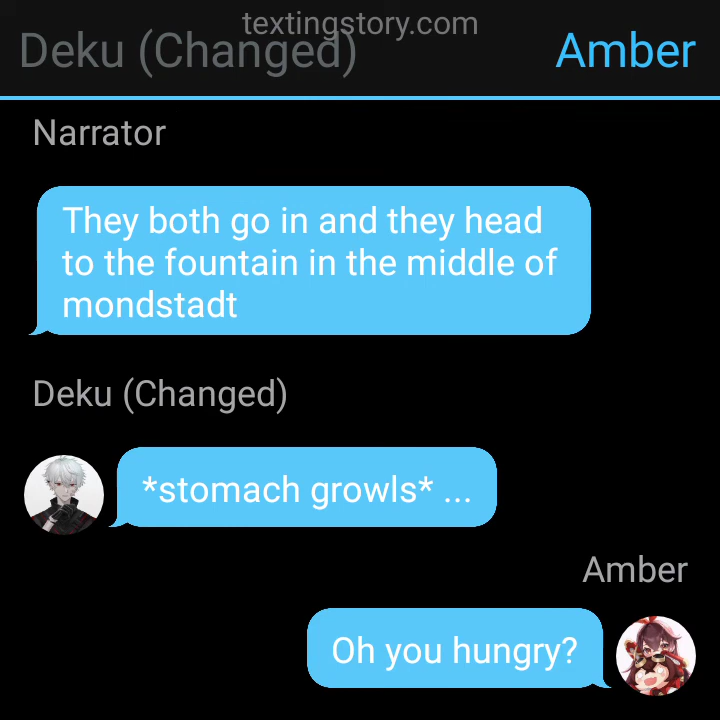 textingstory.com
Deku (Changed)
Amber
Narrator
They both go in and they head
to the fountain in the middle of
mondstadt
Deku (Changed)
*stomach growls* ...
Amber
Oh you hungry?